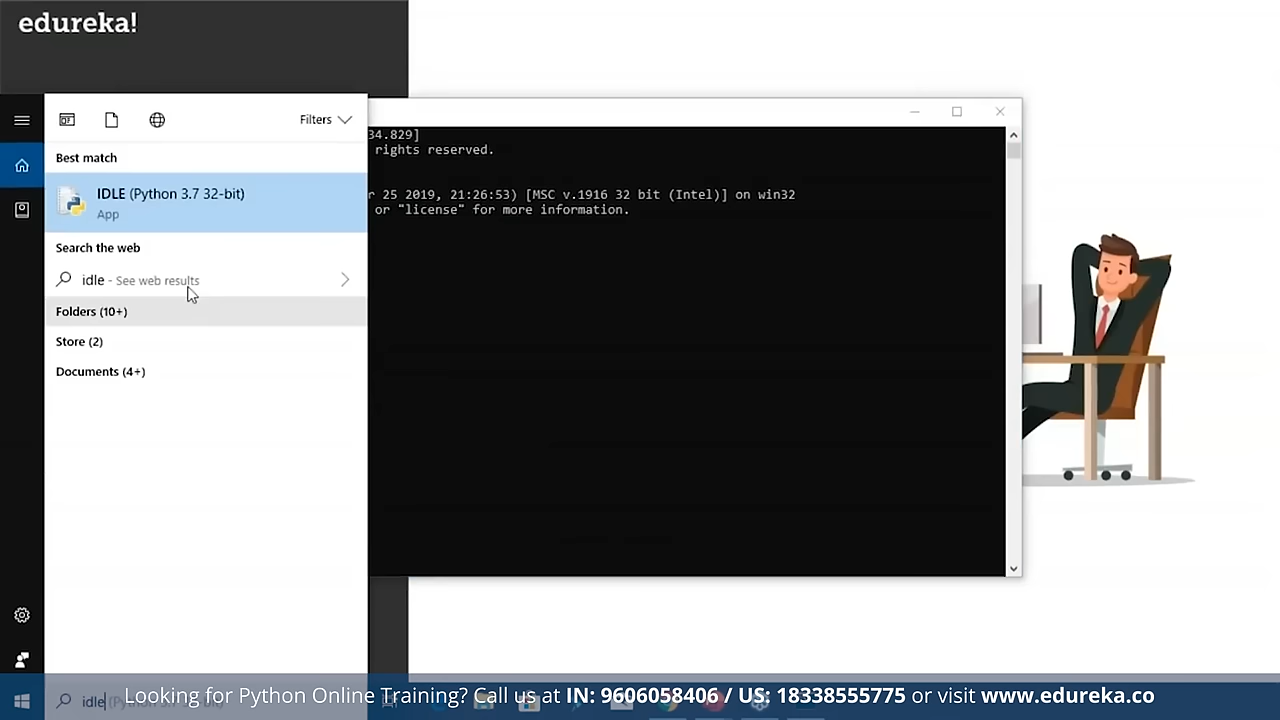 edureka!
Filters
Best match
IDLE (Python 3.7 32-bit)
App
Search the web
idle - See web results
Folders (10+)
Store (2)
Documents (4+)
34.829]
rights reserved.
r 25 2019, 21:26:53) [MSC v.1916 32 bit (Intel)] on win32
or "license" for more information.
idle
Looking for Python Online Training? Call us at IN: 9606058406 / US: 18338555775 or visit www.edureka.co